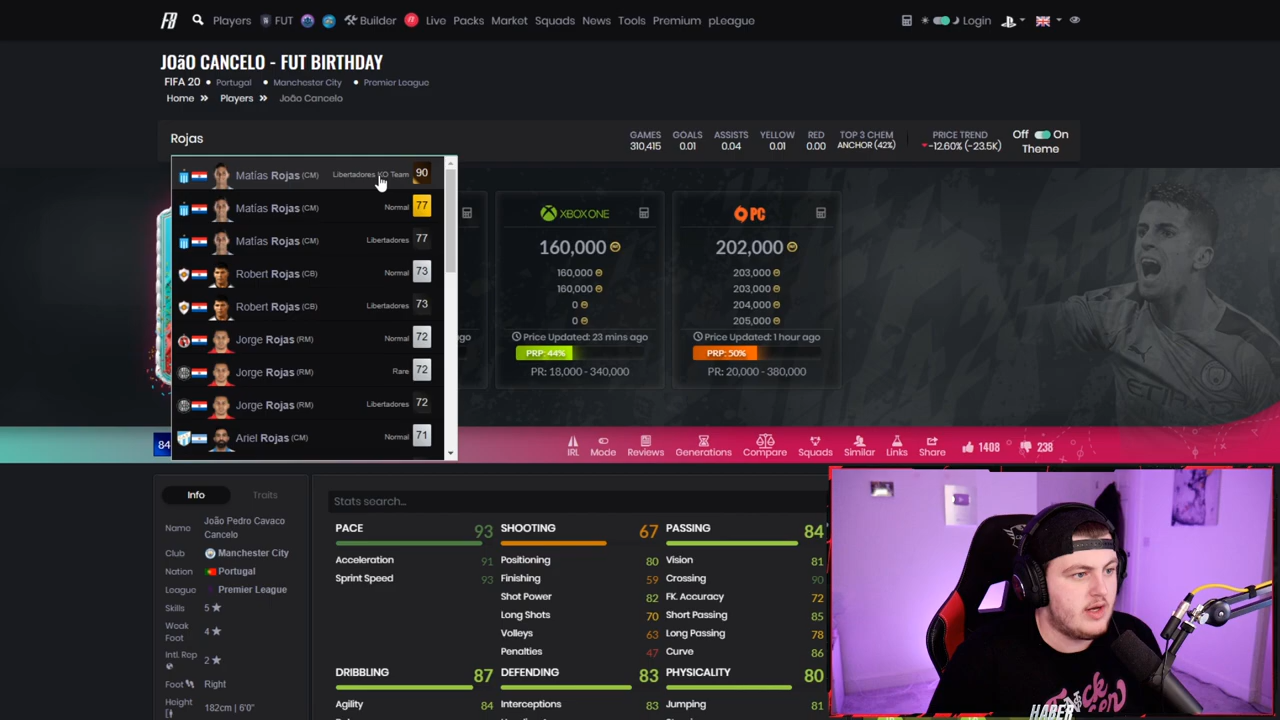 F8 Players FUT Builder Live Packs Market Squads News Tools Premium pLeague Login
JOãO CANCELO - FUT BIRTHDAY
FIFA 20 • Portugal • Manchester City • Premier League
Home » Players » João Cancelo
Rojas
GAMES GOALS ASSISTS YELLOW RED TOP 3 CHEM PRICE TREND Off On
310,415 0.01 0.04 0.01 0.00 ANCHOR (42%) -12.60% (-23.5K) Theme
Matías Rojas (CM) Libertadores KO Team 90
Matías Rojas (CM) Normal 77
Matías Rojas (CM) Libertadores 77
Robert Rojas (CB) Normal 73
Robert Rojas (CB) Libertadores 73
Jorge Rojas (RM) Normal 72
Jorge Rojas (RM) Rare 72
Jorge Rojas (RM) Libertadores 72
Ariel Rojas (CM) Normal 71
ago
XBOX ONE
160,000
160,000
160,000
0
0
Price Updated: 23 mins ago
PRP: 44%
PR: 18,000 - 340,000
PC
202,000
203,000
203,000
204,000
205,000
Price Updated: 1 hour ago
PRP: 50%
PR: 20,000 - 380,000
84
IRL Mode Reviews Generations Compare Squads Similar Links Share 1408 238
Info Traits
Name João Pedro Cavaco Cancelo
Club Manchester City
Nation Portugal
League Premier League
Skills 5
Weak Foot 4
Intl. Rep 2
Foot Right
Height 182cm | 6'0"
Stats search...
PACE 93
Acceleration 91
Sprint Speed 93
SHOOTING 67
Positioning 80
Finishing 59
Shot Power 82
Long Shots 70
Volleys 63
Penalties 47
PASSING 84
Vision 81
Crossing 90
FK. Accuracy 72
Short Passing 85
Long Passing 78
Curve 86
DRIBBLING 87
Agility 84
DEFENDING 83
Interceptions 83
PHYSICALITY 80
Jumping 81
HABER